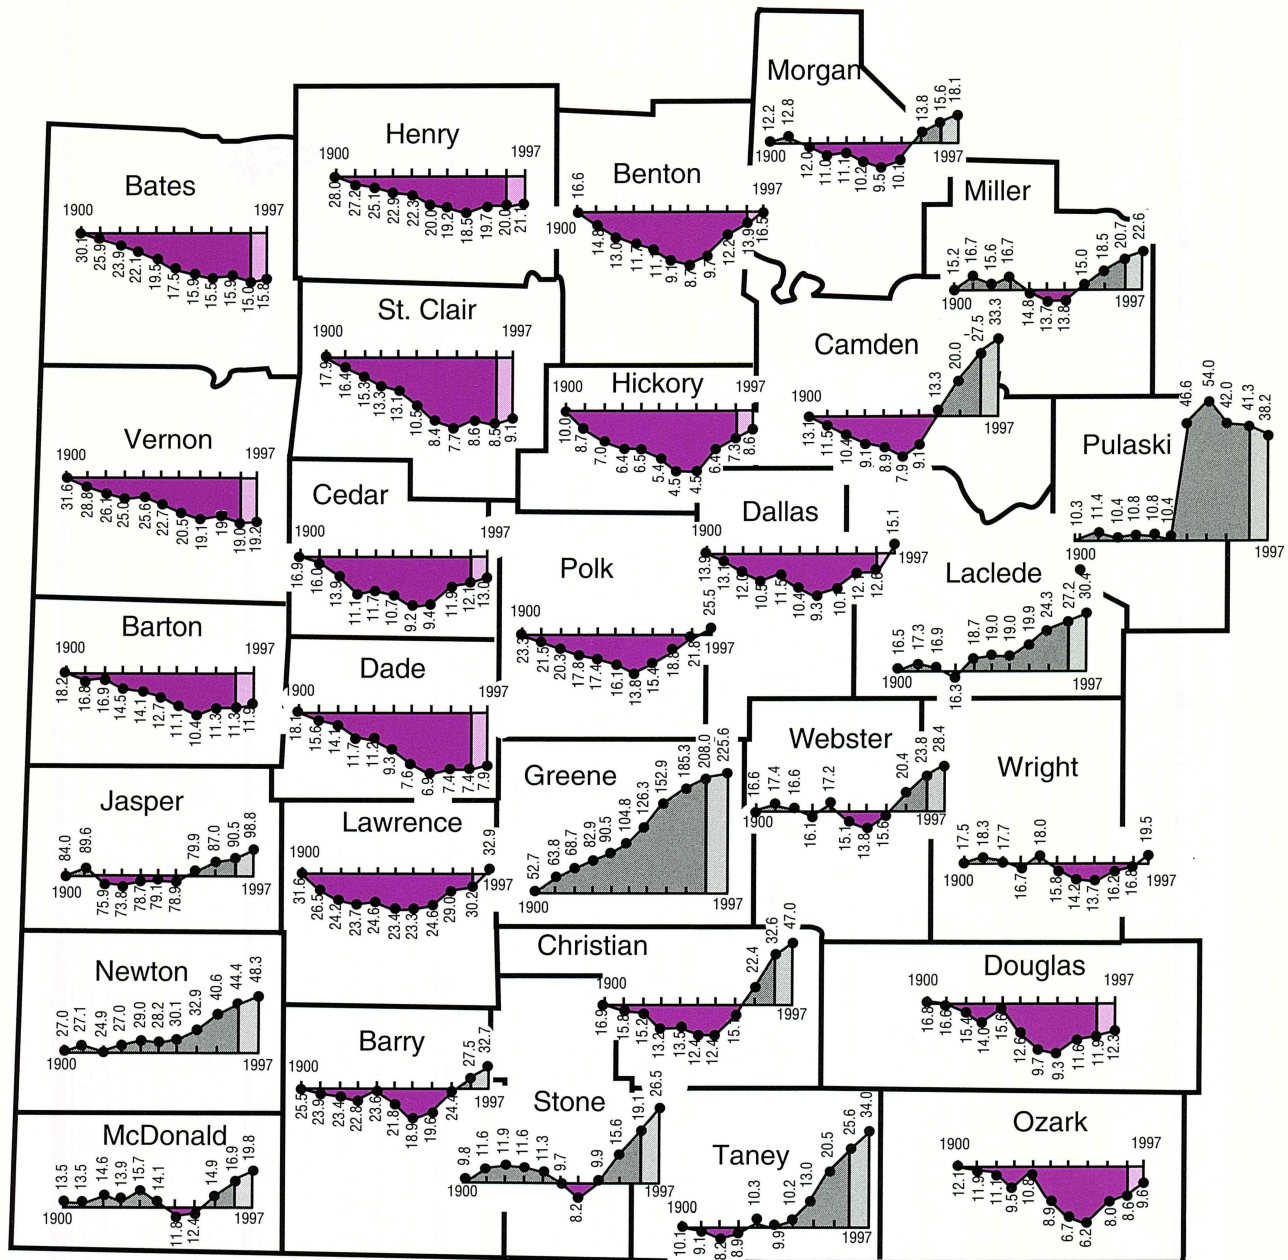 Morgan
12.2 12.8 12.0 11.0 11.1 10.2 9.5 10.1 13.8 15.6 18.1
1900 1997
Henry
1900 1997
28.0 27.2 25.1 22.9 22.3 20.0 19.2 18.5 19.7 20.0 21.1
Bates
1900 1997
30.1 25.9 23.9 22.1 19.5 17.5 15.9 15.5 15.9 15.0 15.8
Benton
16.6 14.8 13.0 11.7 11.1 9.1 8.7 9.7 12.2 13.9 16.5
1900 1997
Miller
15.2 16.7 15.6 16.7 14.8 13.7 13.8 15.0 18.5 20.7 22.6
1900 1997
St. Clair
1900 1997
17.9 16.4 15.3 13.3 13.1 10.5 8.4 7.7 8.6 8.5 9.1
Camden
1900 1997
13.1 11.5 10.4 9.1 8.9 7.9 9.1 13.3 20.0 27.5 33.3
Hickory
1900 1997
10.0 8.7 7.0 6.4 6.5 5.4 4.5 4.5 6.4 7.3 8.6
Pulaski
10.3 11.4 10.4 10.8 10.8 10.4 46.6 54.0 42.0 41.3 38.2
1900 1997
Vernon
1900 1997
31.6 28.8 26.1 25.0 25.6 22.7 20.5 19.1 19.0 19.2
Cedar
1900 1997
16.9 16.0 13.9 11.1 11.7 10.7 9.2 9.4 11.9 12.1 13.0
Dallas
1900 1997
13.9 13.1 12.0 10.5 11.5 10.4 9.3 10.1 12.1 12.6 15.1
Polk
1900 1997
23.3 21.5 20.3 17.8 17.4 16.1 13.8 15.4 18.8 21.8 25.5
Laclede
16.5 17.3 16.9 16.3 18.7 19.0 19.0 19.9 24.3 27.2 30.4
1900 1997
Barton
1900 1997
18.2 16.8 16.9 14.5 14.1 12.7 11.1 10.4 11.3 11.3 11.9
Dade
1900 1997
18.1 15.6 14.1 11.7 11.2 9.3 7.6 6.9 7.4 7.4 7.9
Greene
52.7 63.8 68.7 82.9 90.5 104.8 126.3 152.9 185.3 208.0 225.6
1900 1997
Webster
16.6 17.4 16.6 16.1 17.2 15.1 13.8 15.6 20.4 23.8 28.4
1900 1997
Wright
17.5 18.3 17.7 16.7 18.0 15.8 14.2 13.7 16.2 16.8 19.5
1900 1997
Jasper
84.0 89.6 75.9 73.8 78.7 79.1 78.9 79.9 87.0 90.5 98.8
1900 1997
Lawrence
1900 1997
31.6 26.5 24.2 23.7 24.6 23.4 23.3 24.6 29.0 30.2 32.9
Christian
1900 1997
16.9 15.8 15.2 13.2 13.5 12.4 12.4 15.1 22.4 32.6 47.0
Newton
27.0 27.1 24.9 27.0 29.0 28.2 30.1 32.9 40.6 44.4 48.3
1900 1997
Douglas
1900 1997
16.8 16.6 15.4 14.0 15.6 12.6 9.7 9.3 11.6 11.9 12.3
Barry
1900 1997
25.5 23.9 23.4 22.8 23.6 21.8 18.9 19.6 24.4 27.5 32.7
Stone
9.8 11.6 11.9 11.6 11.3 9.7 8.2 9.9 15.6 19.1 26.5
1900 1997
McDonald
13.5 13.5 14.6 13.9 15.7 14.1 11.8 12.4 14.9 16.9 19.8
1900 1997
Taney
1900 1997
10.1 9.1 8.2 8.9 10.3 9.9 10.2 13.0 20.5 25.6 34.0
Ozark
1900 1997
12.1 11.9 11.1 9.5 10.8 8.9 6.7 6.2 8.0 8.6 9.6